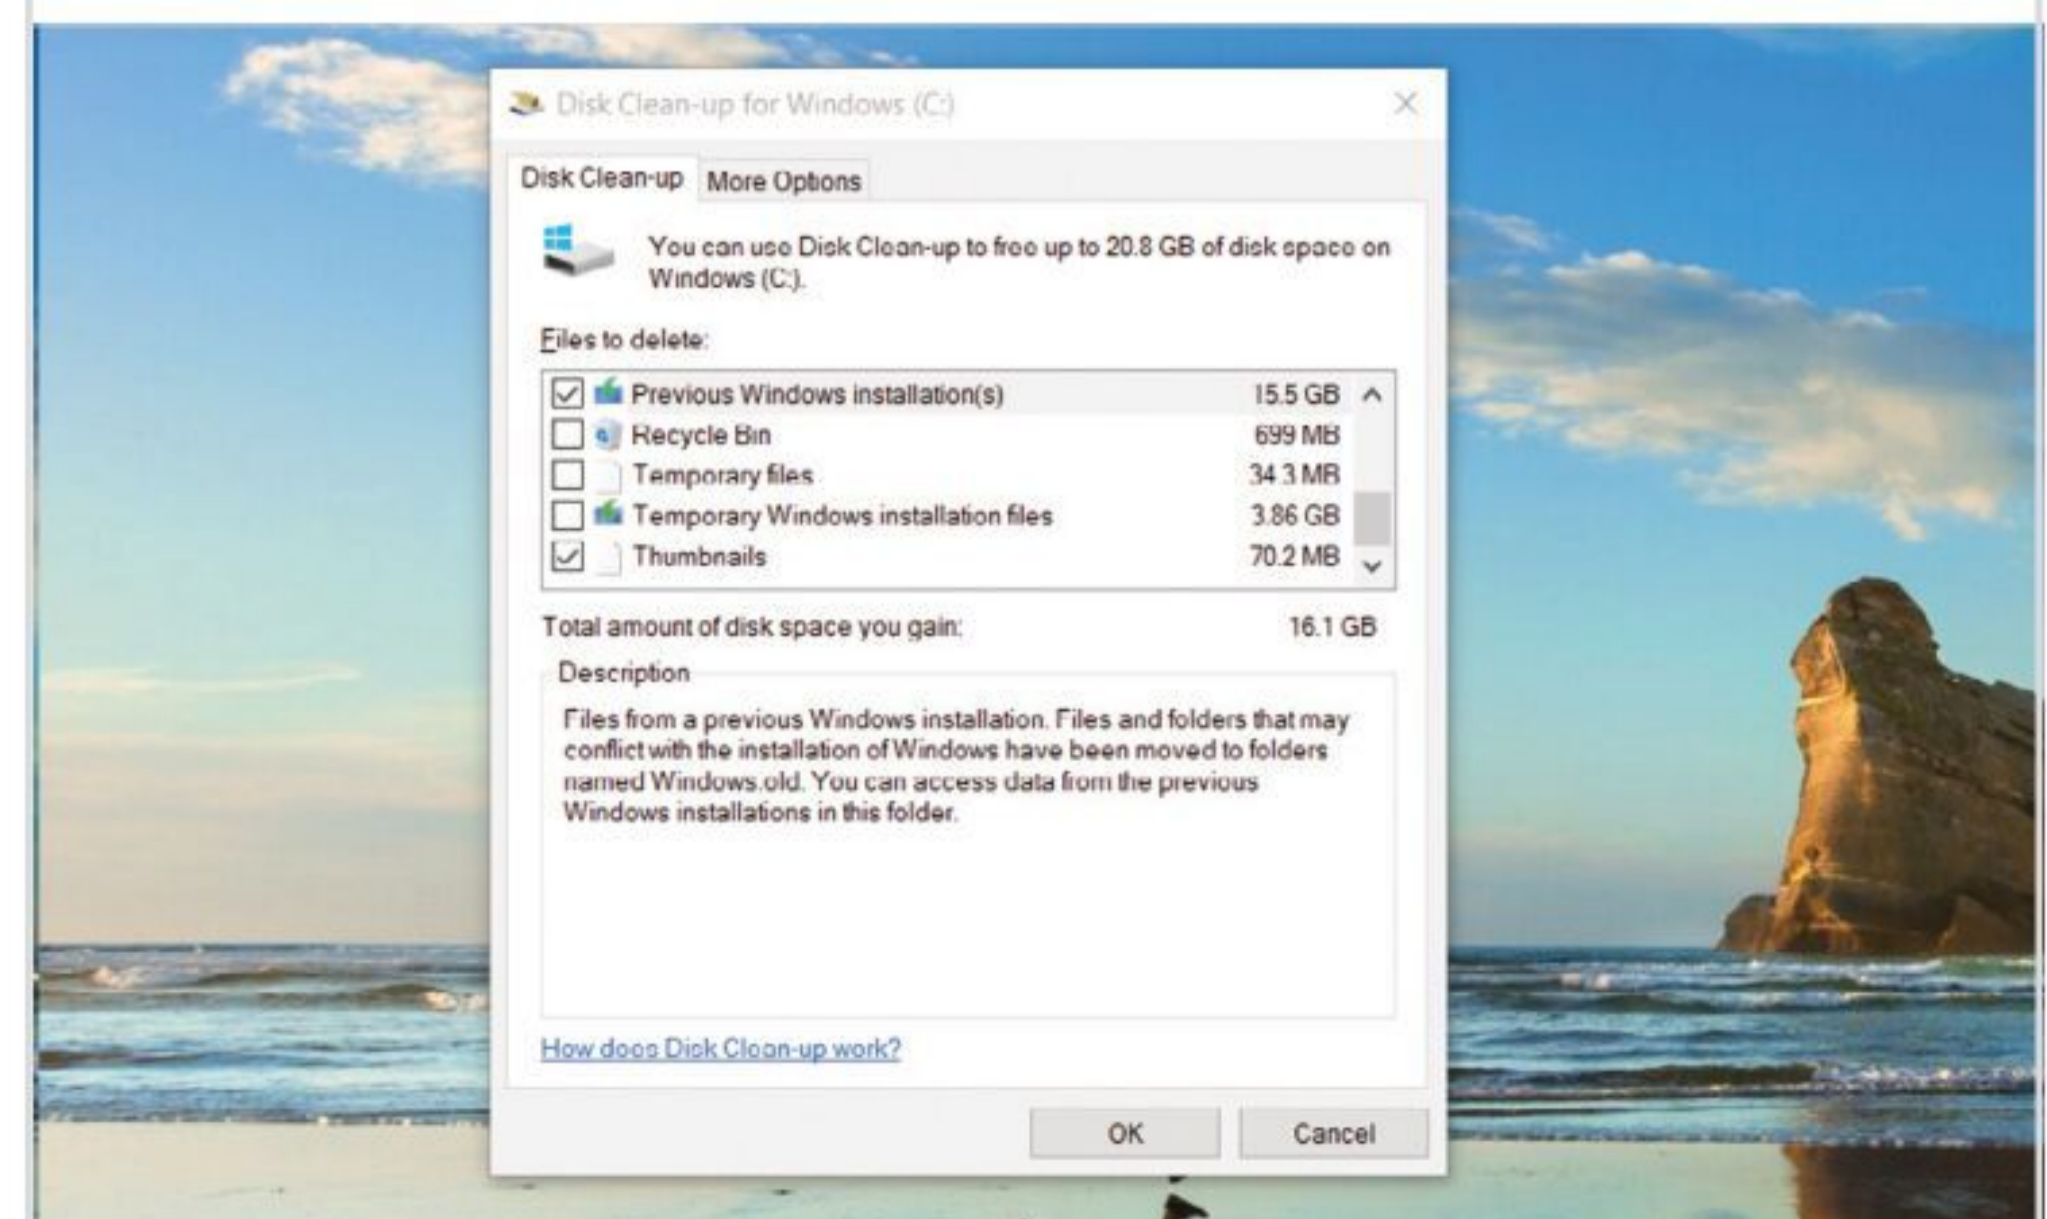 Disk Clean-up for Windows (C:)
Disk Clean-up
More Options
You can use Disk Clean-up to free up to 20.8 GB of disk space on
Windows (C:).
Files to delete:
Previous Windows installation(s) 15.5 GB
Recycle Bin 699 MB
Temporary files 34.3 MB
Temporary Windows installation files 3.86 GB
Thumbnails 70.2 MB
Total amount of disk space you gain: 16.1 GB
Description
Files from a previous Windows installation. Files and folders that may
conflict with the installation of Windows have been moved to folders
named Windows.old. You can access data from the previous
Windows installations in this folder.
How does Disk Clean-up work?
OK
Cancel